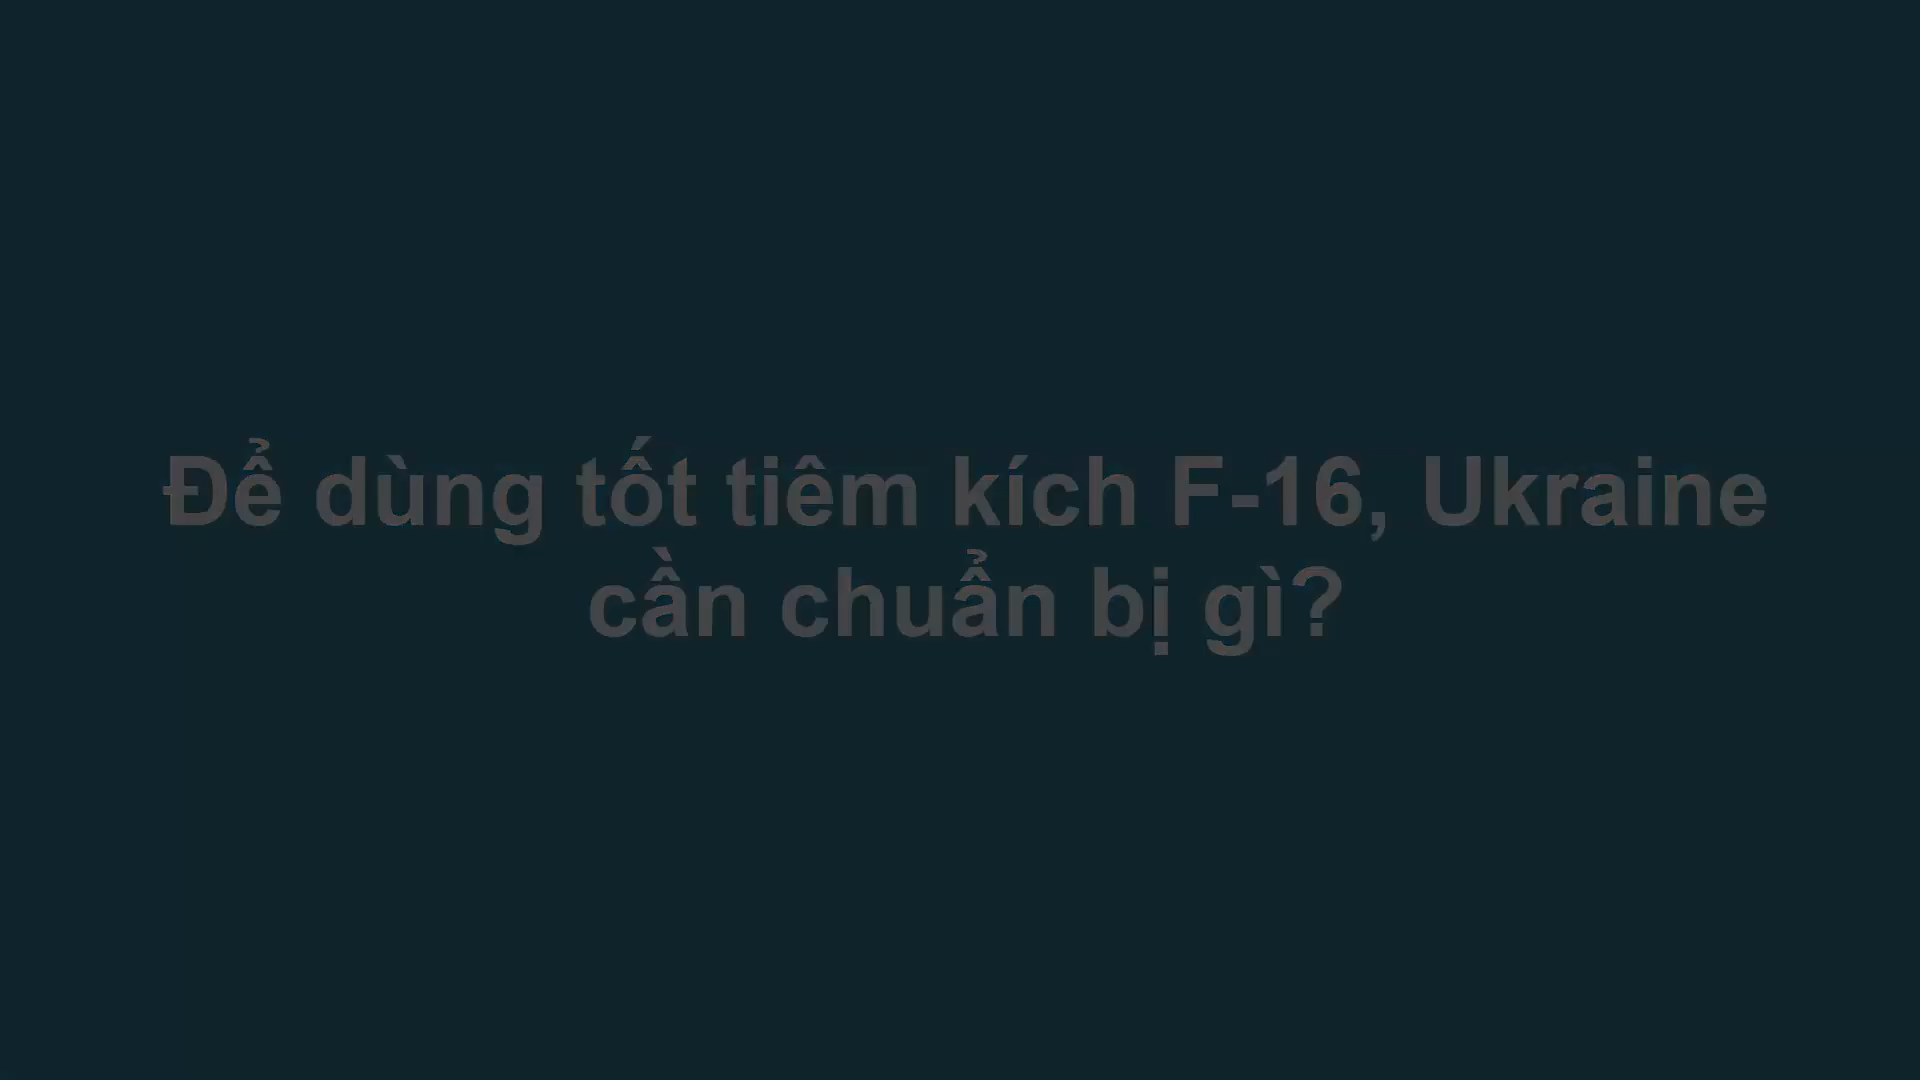 Để dùng tốt tiêm kích F-16, Ukraine
cần chuẩn bị gì?